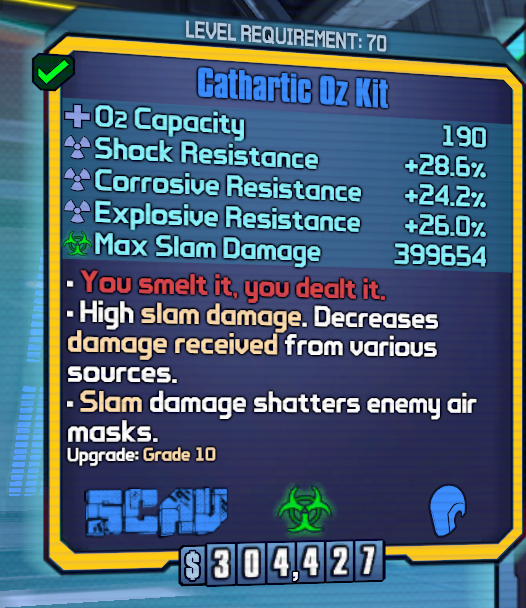 LEVEL REQUIREMENT: 70
Cathartic Oz Kit
O2 Capacity 190
Shock Resistance +28.6%
Corrosive Resistance +24.2%
Explosive Resistance +26.0%
Max Slam Damage 399654
• You smelt it, you dealt it.
• High slam damage. Decreases
damage received from various
sources.
• Slam damage shatters enemy air
masks.
Upgrade: Grade 10
SCAV
$ 304,427